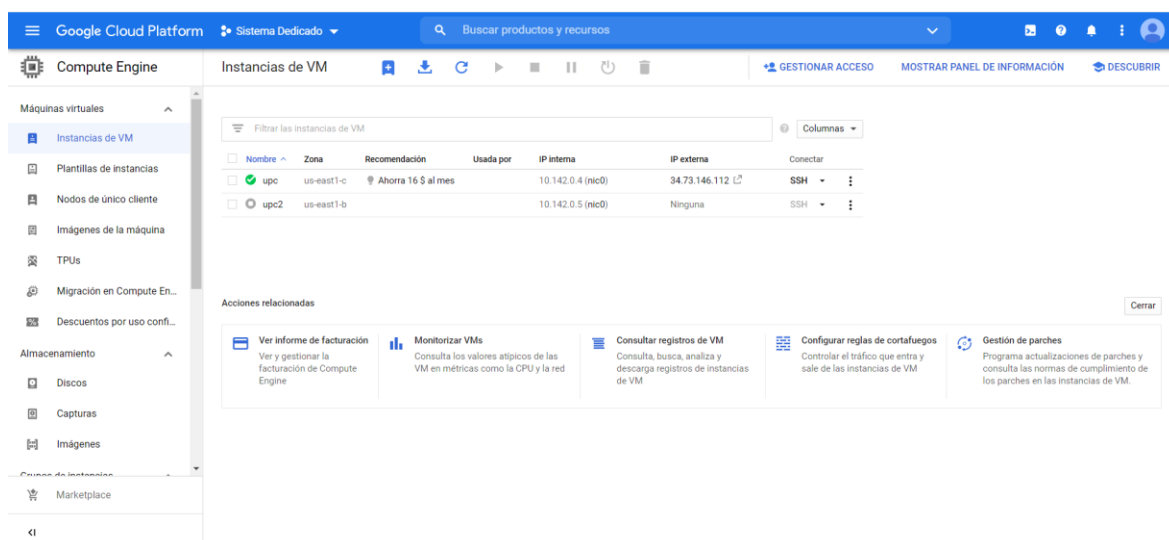 Google Cloud Platform Sistema Dedicado Buscar productos y recursos
Compute Engine
Instancias de VM
GESTIONAR ACCESO MOSTRAR PANEL DE INFORMACIÓN DESCUBRIR
Máquinas virtuales
Instancias de VM
Plantillas de instancias
Nodos de único cliente
Imágenes de la máquina
TPUs
Migración en Compute En...
Descuentos por uso confi...
Almacenamiento
Discos
Capturas
Imágenes
Grupos de instancias
Marketplace
Filtrar las instancias de VM
Columnas
Nombre Zona Recomendación Usada por IP interna IP externa Conectar
upc us-east1-c Ahorra 16 $ al mes 10.142.0.4 (nic0) 34.73.146.112 SSH
upc2 us-east1-b 10.142.0.5 (nic0) Ninguna SSH
Acciones relacionadas
Cerrar
Ver informe de facturación
Ver y gestionar la
facturación de Compute
Engine
Monitorizar VMs
Consulta los valores atípicos de las
VM en métricas como la CPU y la red
Consultar registros de VM
Consulta, busca, analiza y
descarga registros de instancias
de VM
Configurar reglas de cortafuegos
Controlar el tráfico que entra y
sale de las instancias de VM
Gestión de parches
Programa actualizaciones de parches y
consulta las normas de cumplimiento de
los parches en las instancias de VM.